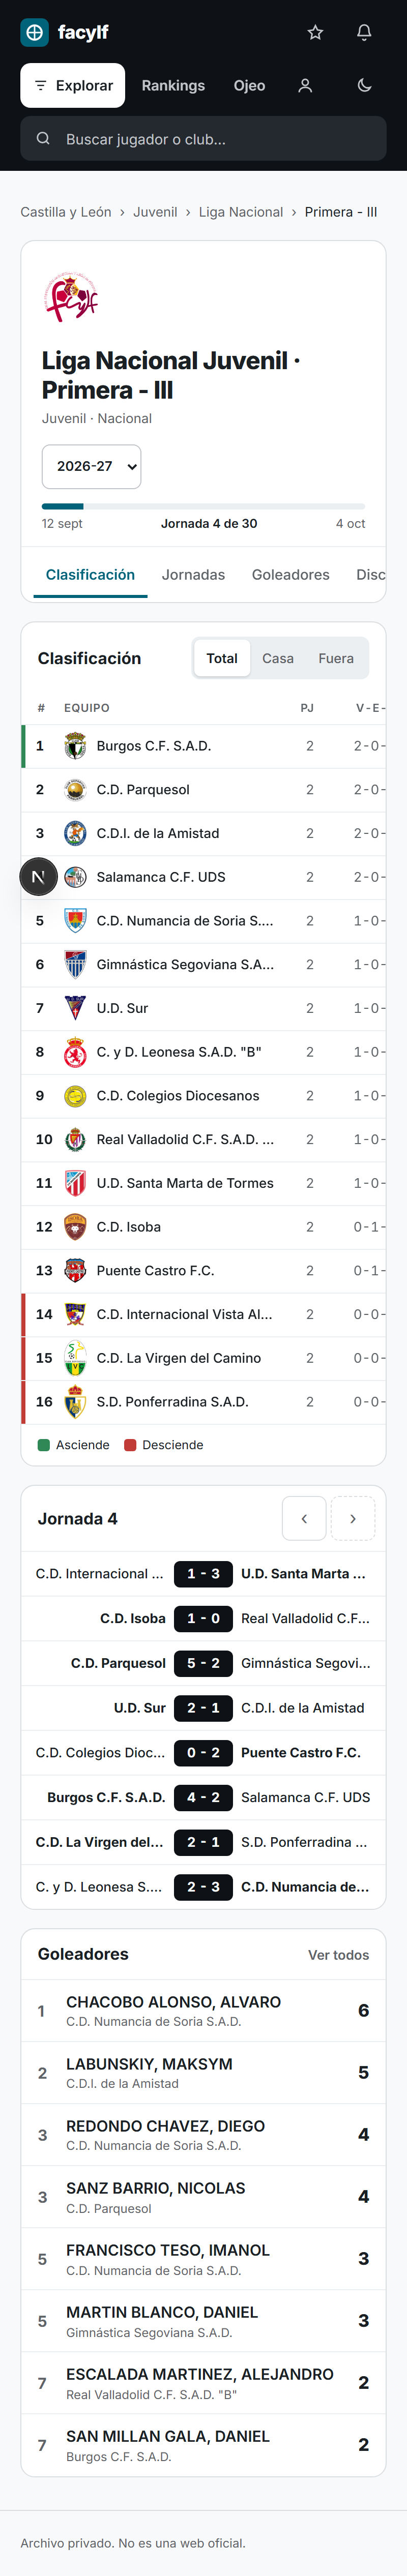 facylf
Explorar Rankings Ojeo
Buscar jugador o club...
Castilla y León › Juvenil › Liga Nacional › Primera - III
fcylf
Liga Nacional Juvenil ·
Primera - III
Juvenil · Nacional
2026-27
12 sept Jornada 4 de 30 4 oct
Clasificación Jornadas Goleadores Disc
Clasificación Total Casa Fuera
# EQUIPO PJ V-E-
1 Burgos C.F. S.A.D. 2 2-0-
2 C.D. Parquesol 2 2-0-
3 C.D.I. de la Amistad 2 2-0-
N Salamanca C.F. UDS 2 2-0-
5 C.D. Numancia de Soria S.... 2 1-0-
6 Gimnástica Segoviana S.A... 2 1-0-
7 U.D. Sur 2 1-0-
8 C. y D. Leonesa S.A.D. "B" 2 1-0-
9 C.D. Colegios Diocesanos 2 1-0-
10 Real Valladolid C.F. S.A.D. ... 2 1-0-
11 U.D. Santa Marta de Tormes 2 1-0-
12 C.D. Isoba 2 0-1-
13 Puente Castro F.C. 2 0-1-
14 C.D. Internacional Vista Al... 2 0-0-
15 C.D. La Virgen del Camino 2 0-0-
16 S.D. Ponferradina S.A.D. 2 0-0-
Asciende Desciende
Jornada 4 ‹ ›
C.D. Internacional ... 1 - 3 U.D. Santa Marta ...
C.D. Isoba 1 - 0 Real Valladolid C.F...
C.D. Parquesol 5 - 2 Gimnástica Segovi...
U.D. Sur 2 - 1 C.D.I. de la Amistad
C.D. Colegios Dioc... 0 - 2 Puente Castro F.C.
Burgos C.F. S.A.D. 4 - 2 Salamanca C.F. UDS
C.D. La Virgen del... 2 - 1 S.D. Ponferradina ...
C. y D. Leonesa S.... 2 - 3 C.D. Numancia de...
Goleadores Ver todos
1 CHACOBO ALONSO, ALVARO 6
C.D. Numancia de Soria S.A.D.
2 LABUNSKIY, MAKSYM 5
C.D.I. de la Amistad
3 REDONDO CHAVEZ, DIEGO 4
C.D. Numancia de Soria S.A.D.
3 SANZ BARRIO, NICOLAS 4
C.D. Parquesol
5 FRANCISCO TESO, IMANOL 3
C.D. Numancia de Soria S.A.D.
5 MARTIN BLANCO, DANIEL 3
Gimnástica Segoviana S.A.D.
7 ESCALADA MARTINEZ, ALEJANDRO 2
Real Valladolid C.F. S.A.D. "B"
7 SAN MILLAN GALA, DANIEL 2
Burgos C.F. S.A.D.
Archivo privado. No es una web oficial.